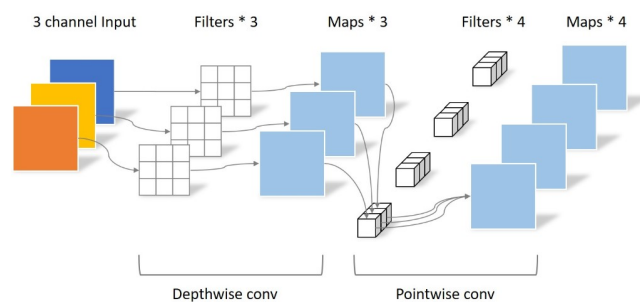 3 channel Input
Filters * 3
Maps * 3
Filters * 4
Maps * 4
Depthwise conv
Pointwise conv